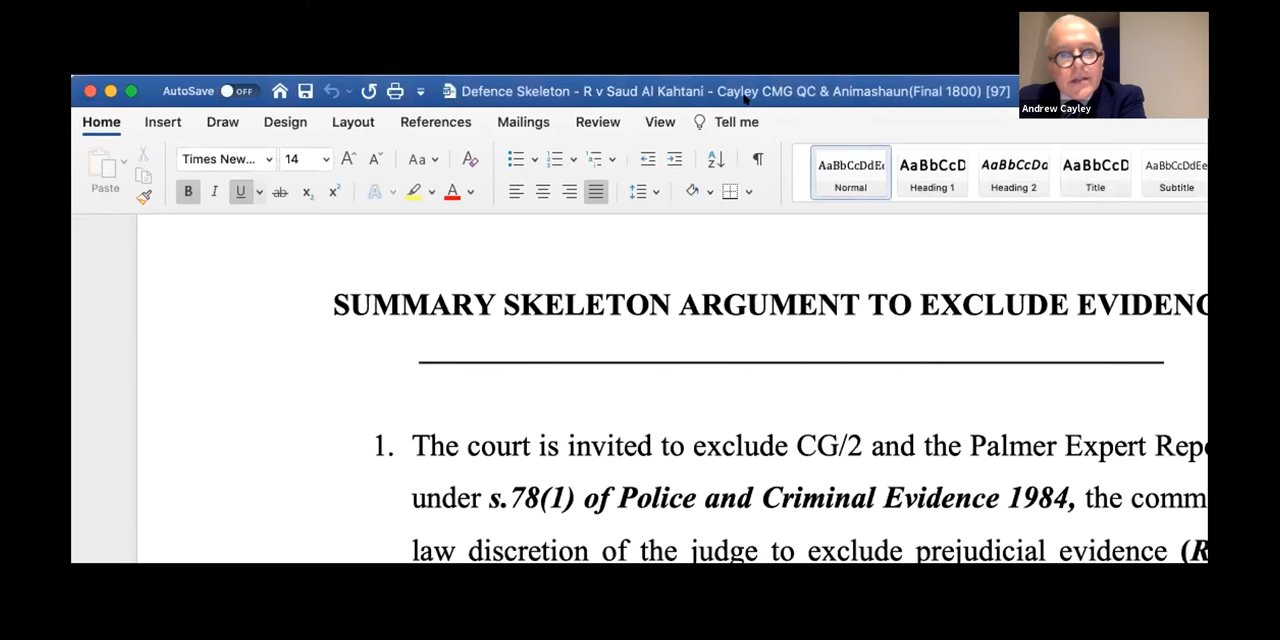 AutoSave OFF
Defence Skeleton - R v Saud Al Kahtani - Cayley CMG QC & Animashaun(Final 1800) [97]
Andrew Cayley
Home Insert Draw Design Layout References Mailings Review View Tell me
Paste
Times New... 14
Aa
AaBbCcDdEe AaBbCcD AaBbCcDd AaBbCcD AaBbCcDdEe
Normal Heading 1 Heading 2 Title Subtitle
B I U ab X₂ X² A A
SUMMARY SKELETON ARGUMENT TO EXCLUDE EVIDENC
1. The court is invited to exclude CG/2 and the Palmer Expert Repo
under s.78(1) of Police and Criminal Evidence 1984, the comm
law discretion of the judge to exclude prejudicial evidence (R